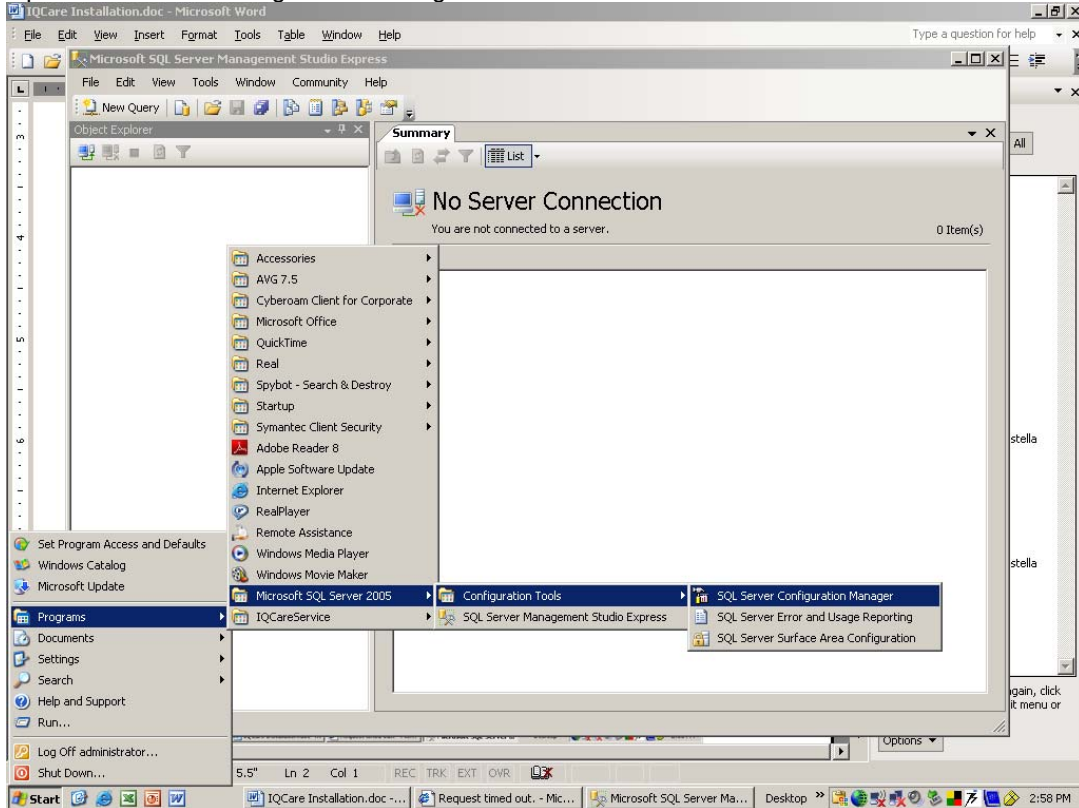 IQCare Installation.doc - Microsoft Word
File Edit View Insert Format Tools Table Window Help
Type a question for help
Microsoft SQL Server Management Studio Express
File Edit View Tools Window Community Help
New Query
Object Explorer
Summary
All
List
No Server Connection
You are not connected to a server.
0 Item(s)
Accessories
AVG 7.5
Cyberoam Client for Corporate
Microsoft Office
QuickTime
Real
Spybot - Search & Destroy
Startup
Symantec Client Security
Adobe Reader 8
Apple Software Update
Internet Explorer
RealPlayer
Remote Assistance
Windows Media Player
Windows Movie Maker
Microsoft SQL Server 2005
IQCareService
Configuration Tools
SQL Server Management Studio Express
SQL Server Configuration Manager
SQL Server Error and Usage Reporting
SQL Server Surface Area Configuration
stella
stella
Set Program Access and Defaults
Windows Catalog
Microsoft Update
Programs
Documents
Settings
Search
Help and Support
Run...
Log Off administrator...
Shut Down...
again, click
it menu or
Options
5.5" Ln 2 Col 1 REC TRK EXT OVR
3
4
5
6
Start
IQCare Installation.doc -...
Request timed out. - Mic...
Microsoft SQL Server Ma...
Desktop »
2:58 PM